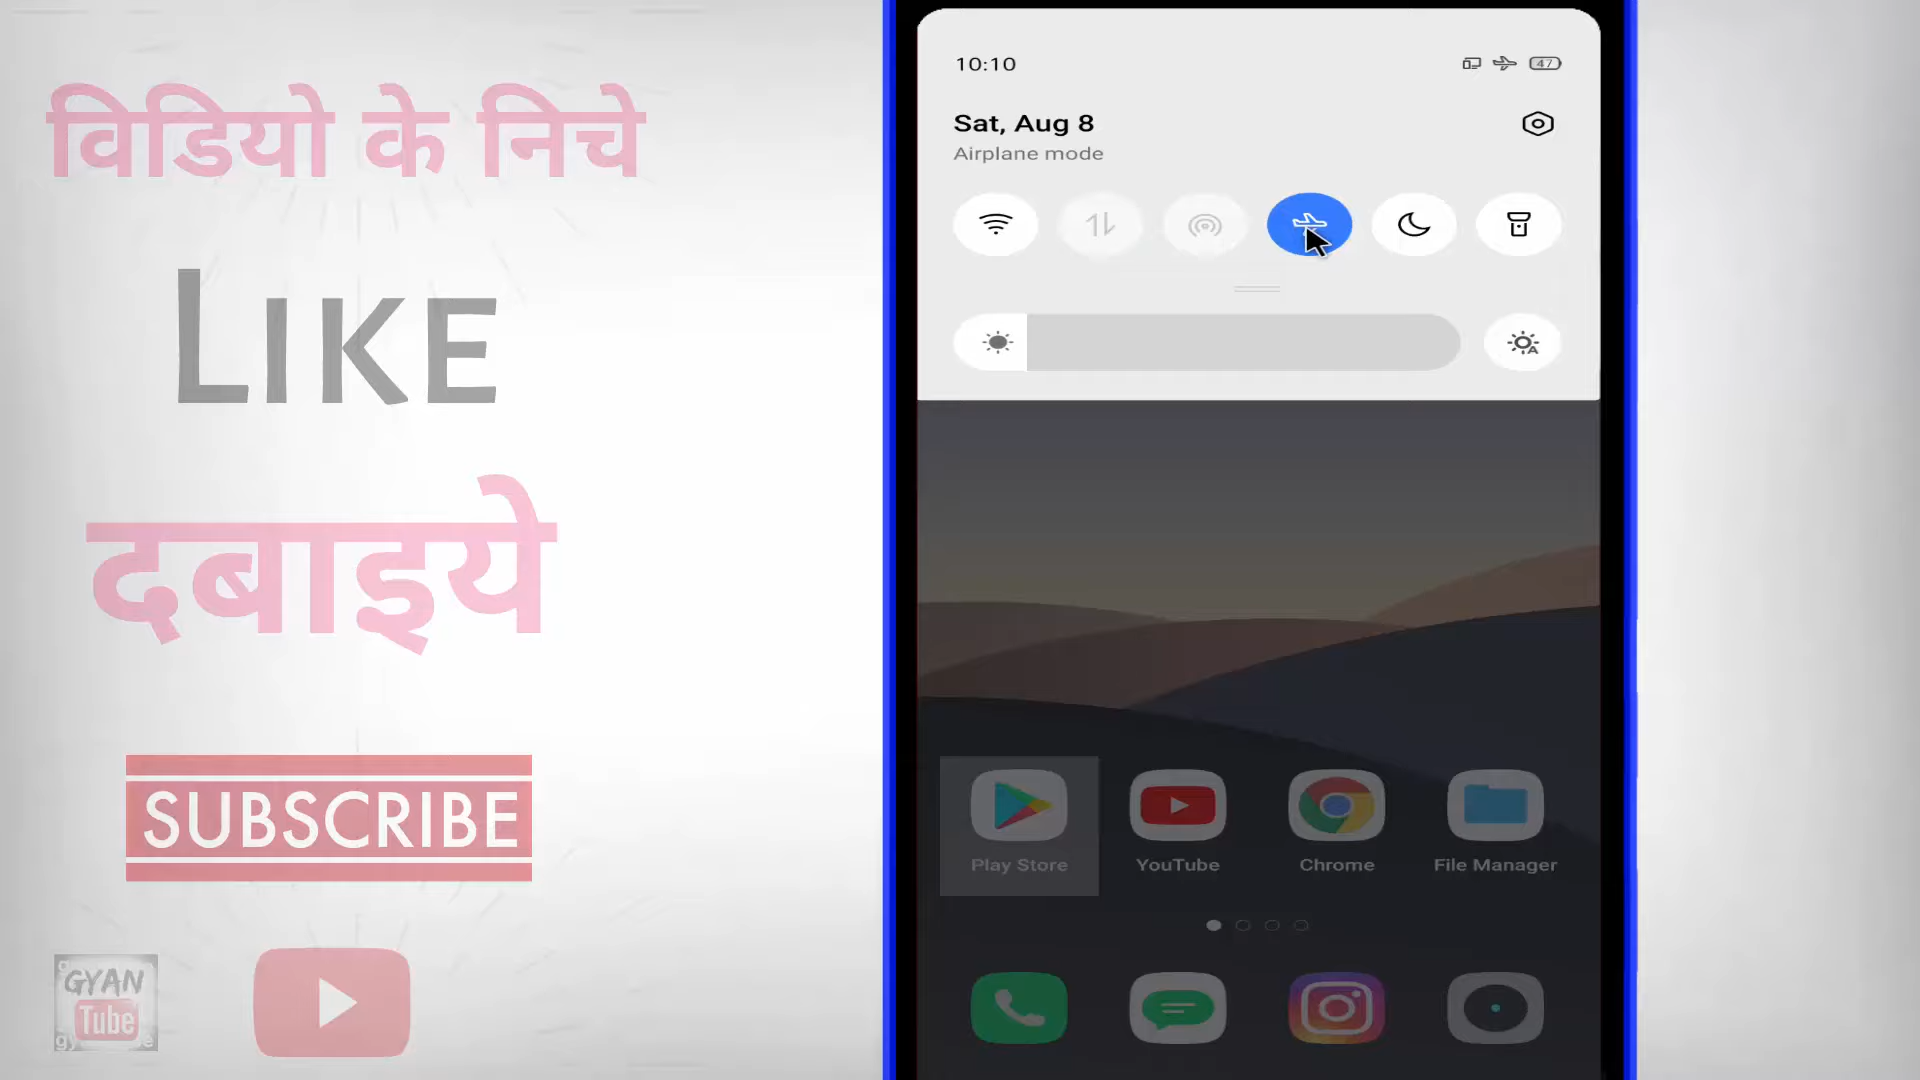 विडियो के निचे
LIKE
दबाइये
SUBSCRIBE
GYAN
Tube
10:10
47
Sat, Aug 8
Airplane mode
A
Play Store
YouTube
Chrome
File Manager